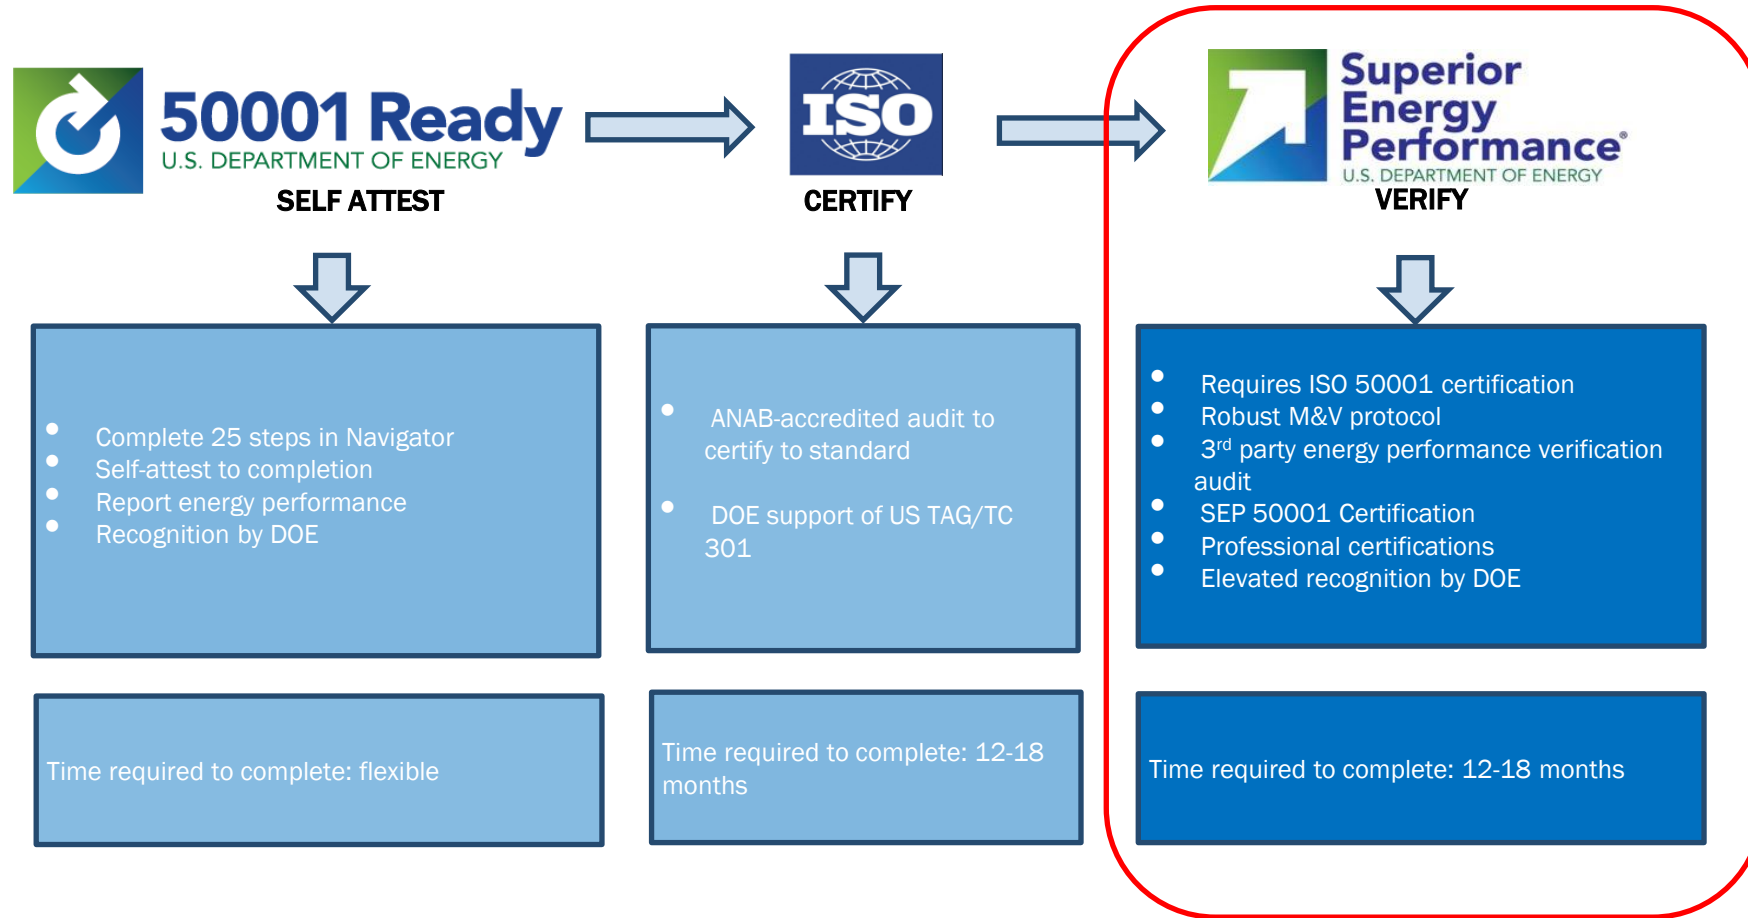 50001 Ready
U.S. DEPARTMENT OF ENERGY
SELF ATTEST
ISO
CERTIFY
Superior
Energy
Performance®
U.S. DEPARTMENT OF ENERGY
VERIFY
• Complete 25 steps in Navigator
• Self-attest to completion
• Report energy performance
• Recognition by DOE
• ANAB-accredited audit to
certify to standard
• DOE support of US TAG/TC
301
• Requires ISO 50001 certification
• Robust M&V protocol
• 3rd party energy performance verification
audit
• SEP 50001 Certification
• Professional certifications
• Elevated recognition by DOE
Time required to complete: flexible
Time required to complete: 12-18
months
Time required to complete: 12-18 months